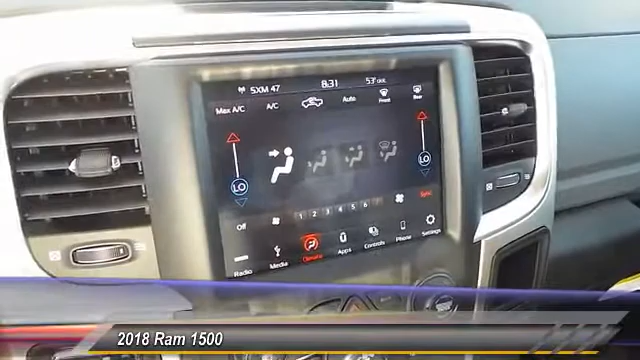 SXM 47 8:31 53°
Max A/C A/C Auto Front Rear
LO LO
Off 1 2 3 4 5 6 7 Sync
Radio Media Climate Apps Controls Phone Settings
2018 Ram 1500